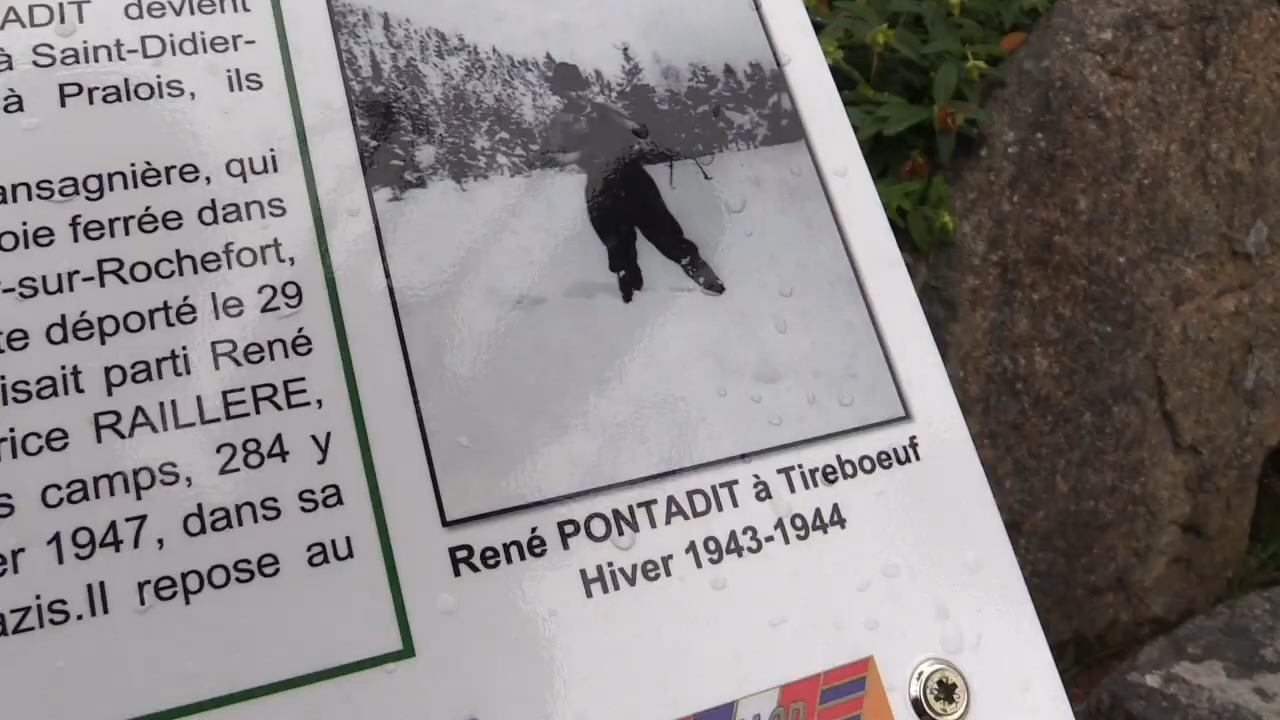 ADIT devient
à Saint-Didier-
à Pralois, ils
ansagnière, qui
oie ferrée dans
-sur-Rochefort,
te déporté le 29
isait parti René
rice RAILLERE,
s camps, 284 y
er 1947, dans sa
azis.Il repose au
René PONTADIT à Tireboeuf
Hiver 1943-1944